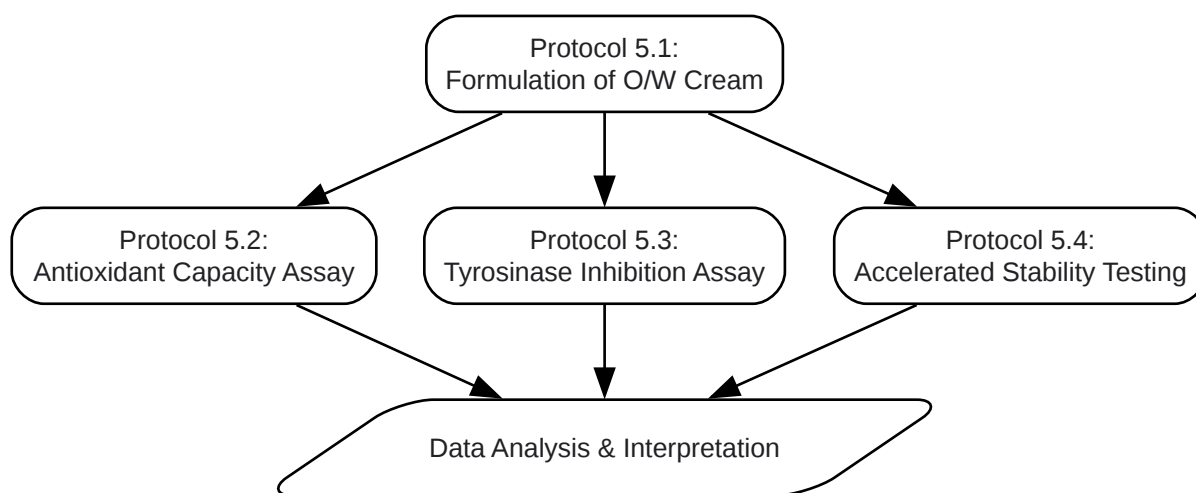 Protocol 5.1:
Formulation of O/W Cream
Protocol 5.2:
Antioxidant Capacity Assay
Protocol 5.3:
Tyrosinase Inhibition Assay
Protocol 5.4:
Accelerated Stability Testing
Data Analysis & Interpretation